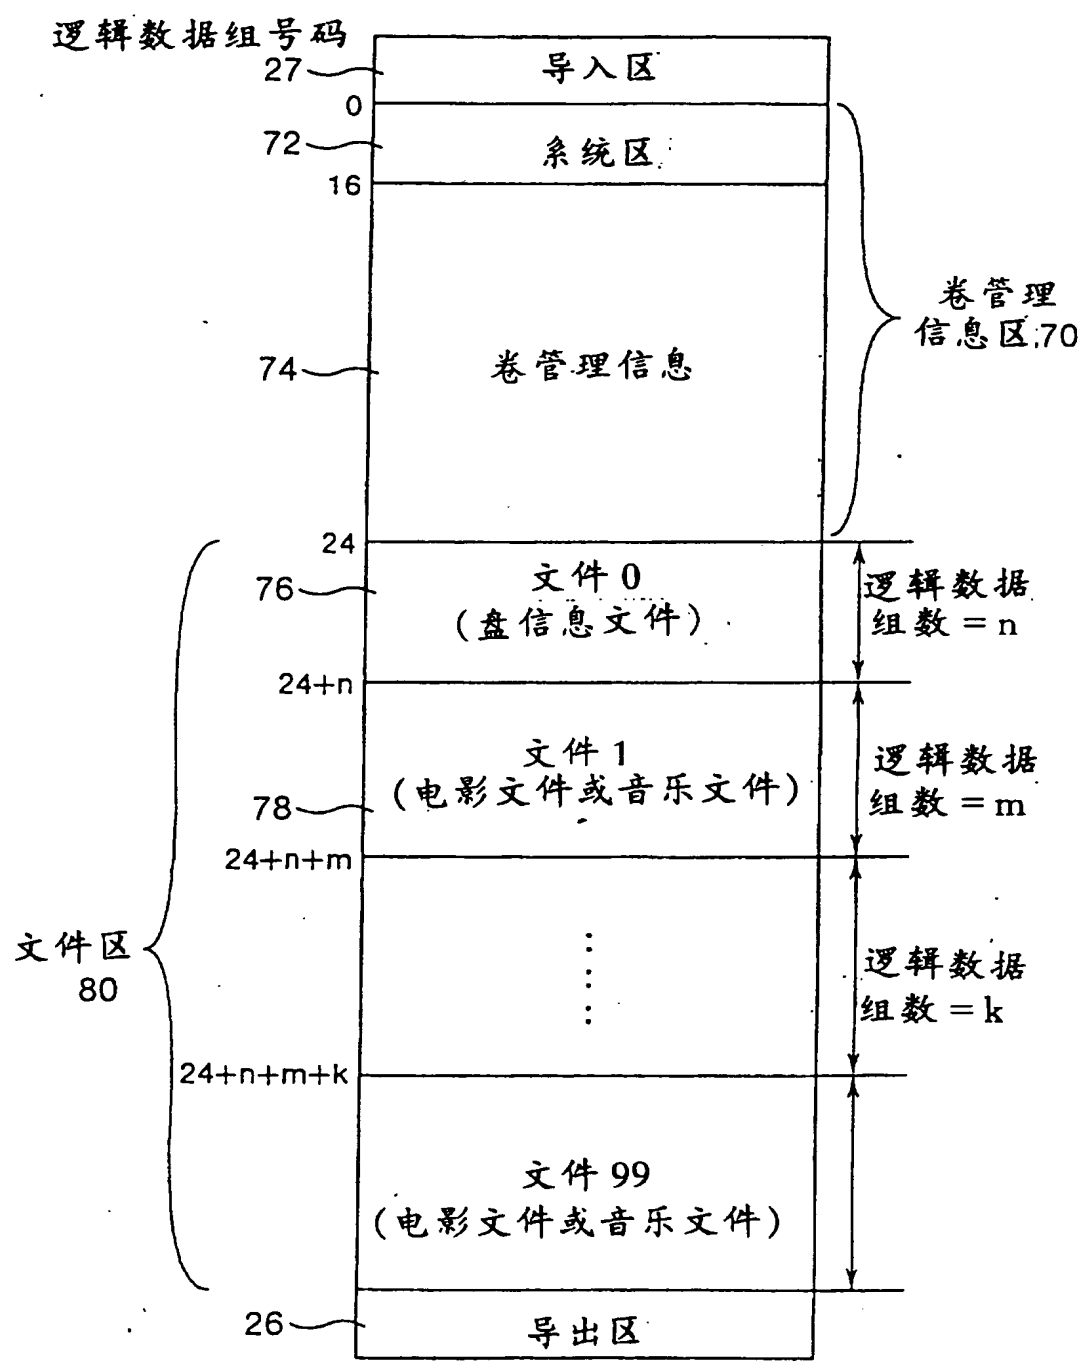 逻辑数据组号码
27
导入区
0
72
系统区
16
74
卷管理信息
卷管理
信息区 70
24
76
文件 0
(盘信息文件)
逻辑数据
组数 = n
24+n
文件 1
(电影文件或音乐文件)
78
逻辑数据
组数 = m
24+n+m
文件区
80
逻辑数据
组数 = k
24+n+m+k
文件 99
(电影文件或音乐文件)
26
导出区